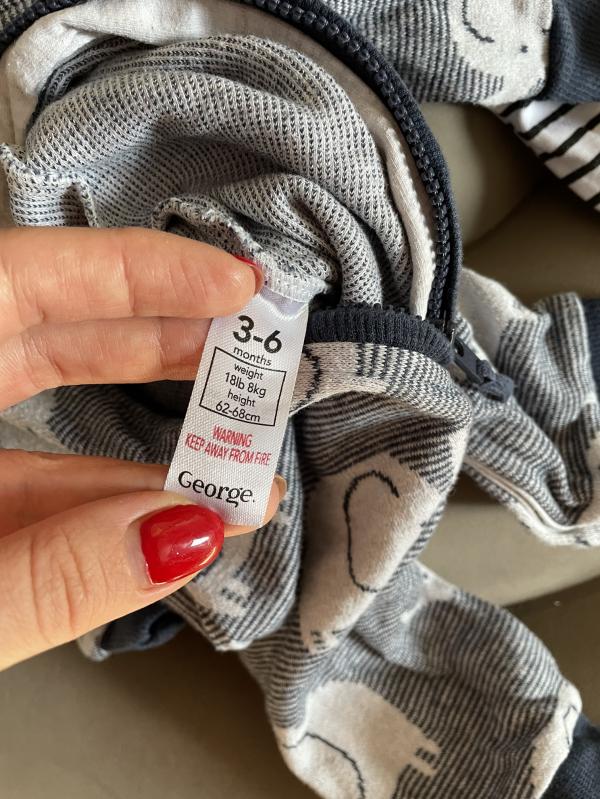 3-6
months
weight
18lb 8kg
height
62-68cm
WARNING
KEEP AWAY FROM FIRE
George.